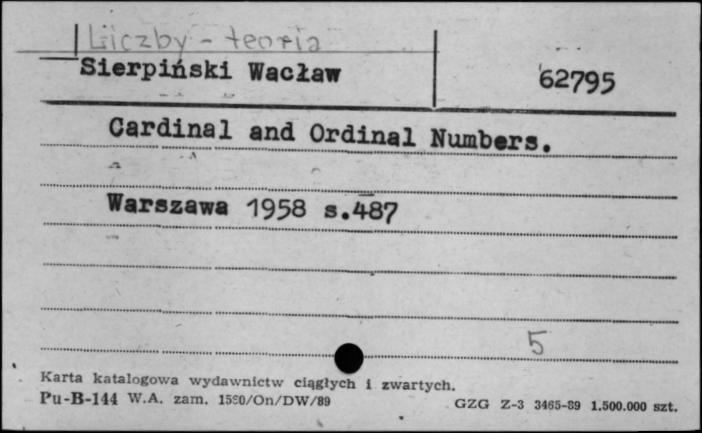 Liczby - teoria
Sierpiński Wacław 62795
Cardinal and Ordinal Numbers.
Warszawa 1958 s.487
5
Karta katalogowa wydawnictw ciągłych i zwartych.
Pu-B-144 W.A. zam. 1580/On/DW/89 GZG Z-3 3465-89 1.500.000 szt.